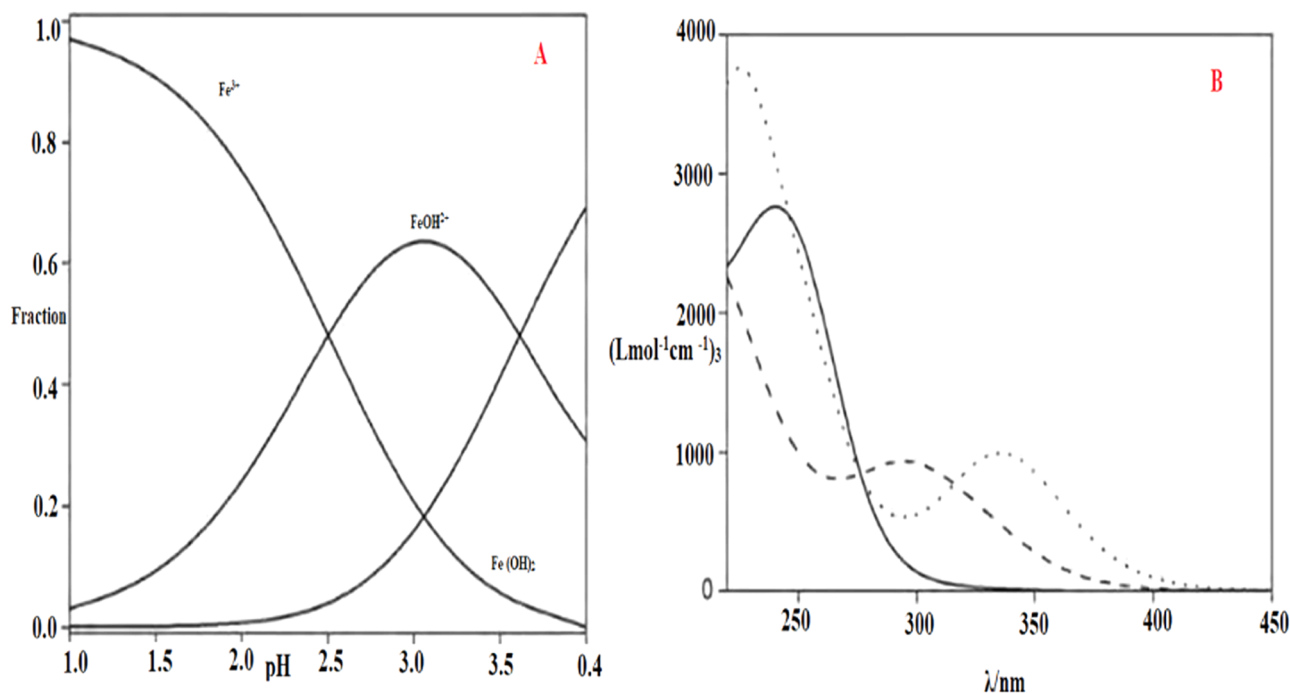 A
1.0
0.8
0.6
Fraction
0.4
0.2
0.0
Fe³⁺
FeOH²⁻
Fe (OH)₂
1.0 1.5 2.0 pH 2.5 3.0 3.5 0.4
B
4000
3000
2000
(Lmol⁻¹cm ⁻¹)₃
1000
0
250 300 350 400 450
λ/nm